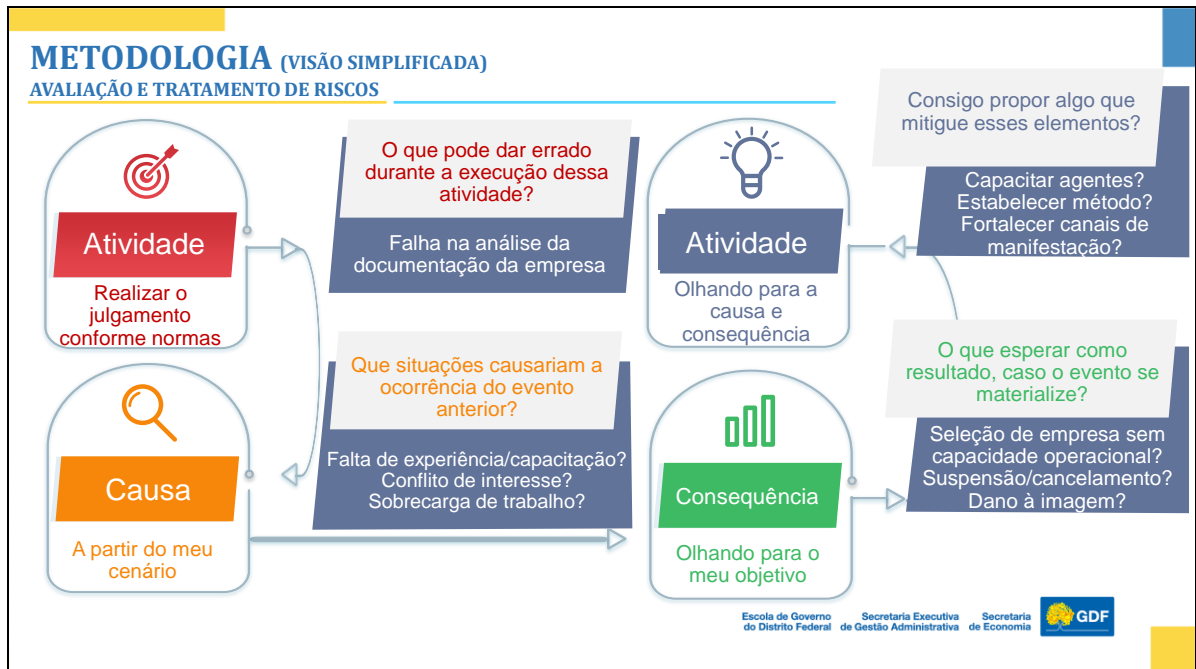 METODOLOGIA (VISÃO SIMPLIFICADA)
AVALIAÇÃO E TRATAMENTO DE RISCOS
Atividade
Realizar o
julgamento
conforme normas
O que pode dar errado
durante a execução dessa
atividade?
Falha na análise da
documentação da empresa
Causa
A partir do meu
cenário
Que situações causariam a
ocorrência do evento
anterior?
Falta de experiência/capacitação?
Conflito de interesse?
Sobrecarga de trabalho?
Consequência
Olhando para o
meu objetivo
O que esperar como
resultado, caso o evento se
materialize?
Seleção de empresa sem
capacidade operacional?
Suspensão/cancelamento?
Dano à imagem?
Atividade
Olhando para a
causa e
consequência
Consigo propor algo que
mitigue esses elementos?
Capacitar agentes?
Estabelecer método?
Fortalecer canais de
manifestação?
Escola de Governo
do Distrito Federal
Secretaria Executiva
de Gestão Administrativa
Secretaria
de Economia
GDF